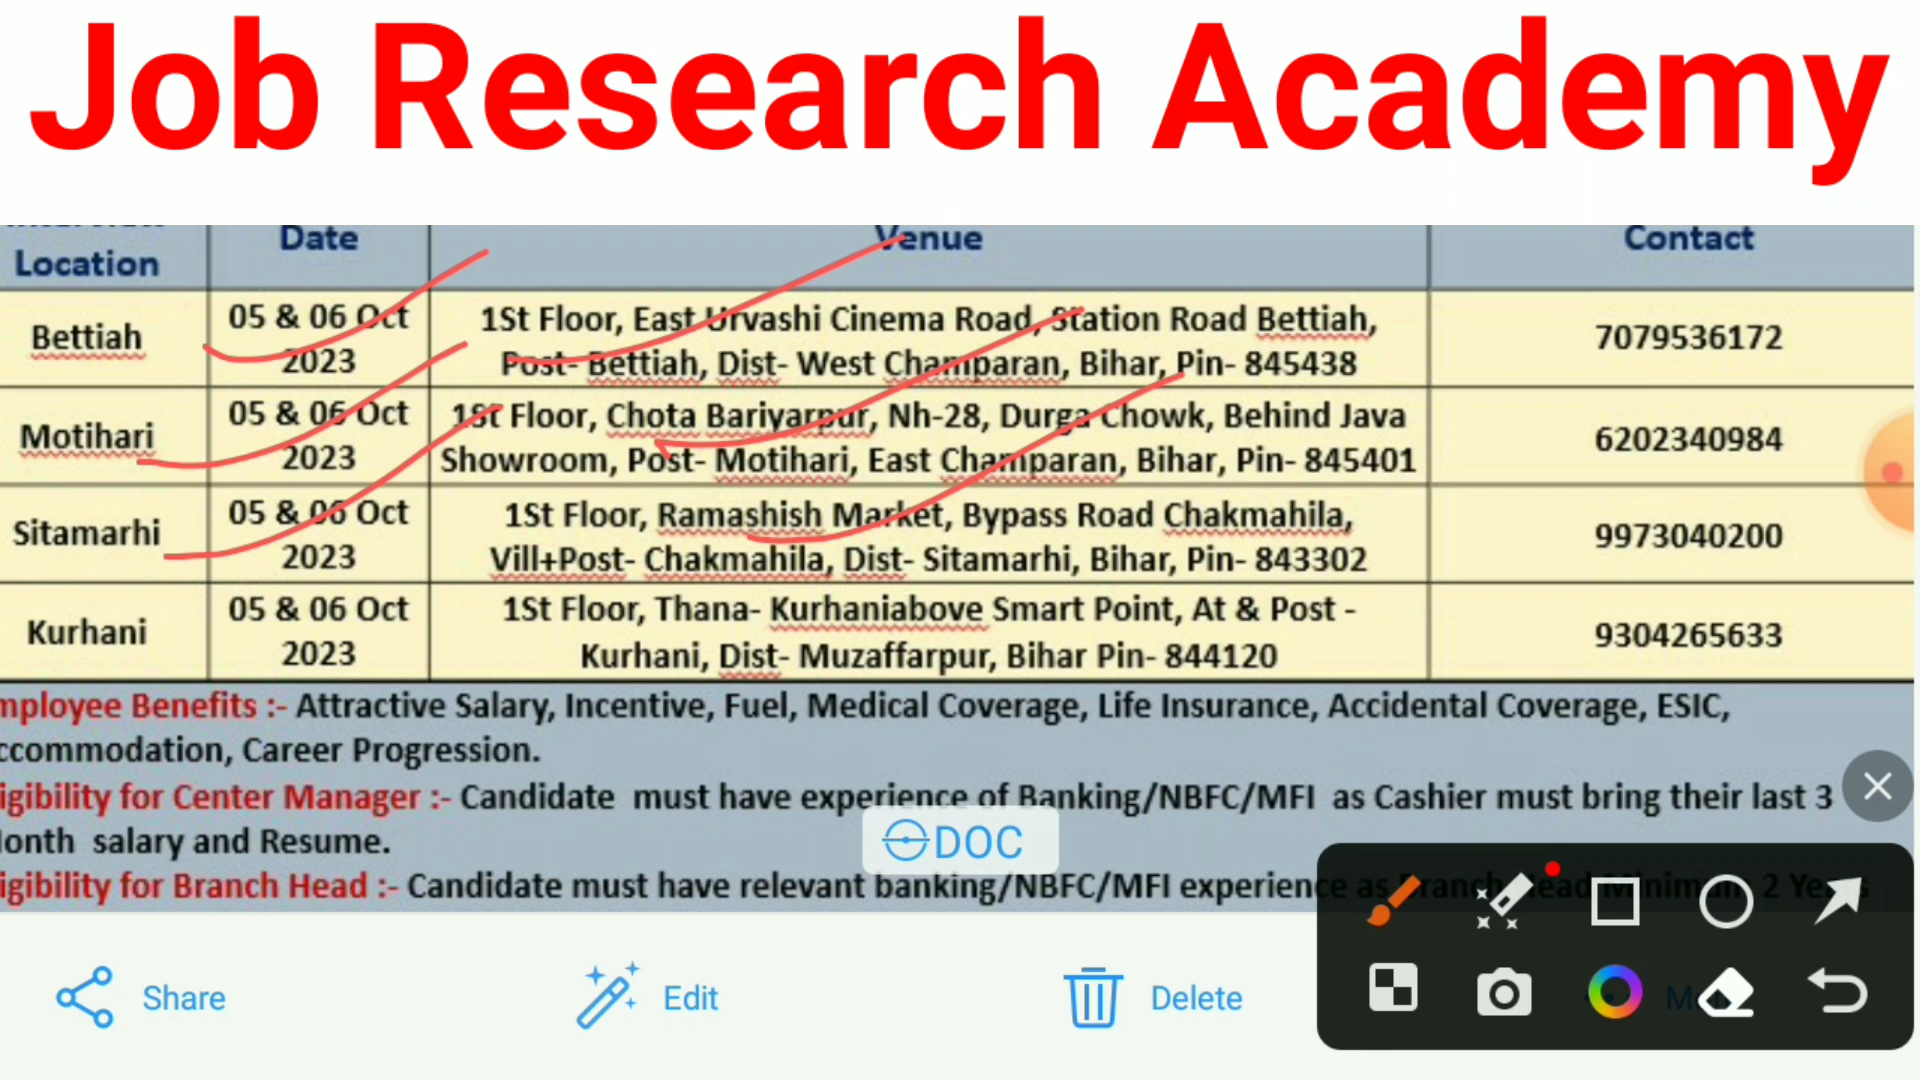 Job Research Academy
Location
Date
Venue
Contact
Bettiah
05 & 06 Oct
2023
1St Floor, East Urvashi Cinema Road, Station Road Bettiah,
Post- Bettiah, Dist- West Champaran, Bihar, Pin- 845438
7079536172
Motihari
05 & 06 Oct
2023
1St Floor, Chota Bariyarpur, Nh-28, Durga Chowk, Behind Java
Showroom, Post- Motihari, East Champaran, Bihar, Pin- 845401
6202340984
Sitamarhi
05 & 06 Oct
2023
1St Floor, Ramashish Market, Bypass Road Chakmahila,
Vill+Post- Chakmahila, Dist- Sitamarhi, Bihar, Pin- 843302
9973040200
Kurhani
05 & 06 Oct
2023
1St Floor, Thana- Kurhaniabove Smart Point, At & Post -
Kurhani, Dist- Muzaffarpur, Bihar Pin- 844120
9304265633
mployee Benefits :- Attractive Salary, Incentive, Fuel, Medical Coverage, Life Insurance, Accidental Coverage, ESIC,
ccommodation, Career Progression.
igibility for Center Manager :- Candidate must have experience of Banking/NBFC/MFI as Cashier must bring their last 3
onth salary and Resume.
igibility for Branch Head :- Candidate must have relevant banking/NBFC/MFI experience as Branch Head Minimum 2
DOC
Share
Edit
Delete